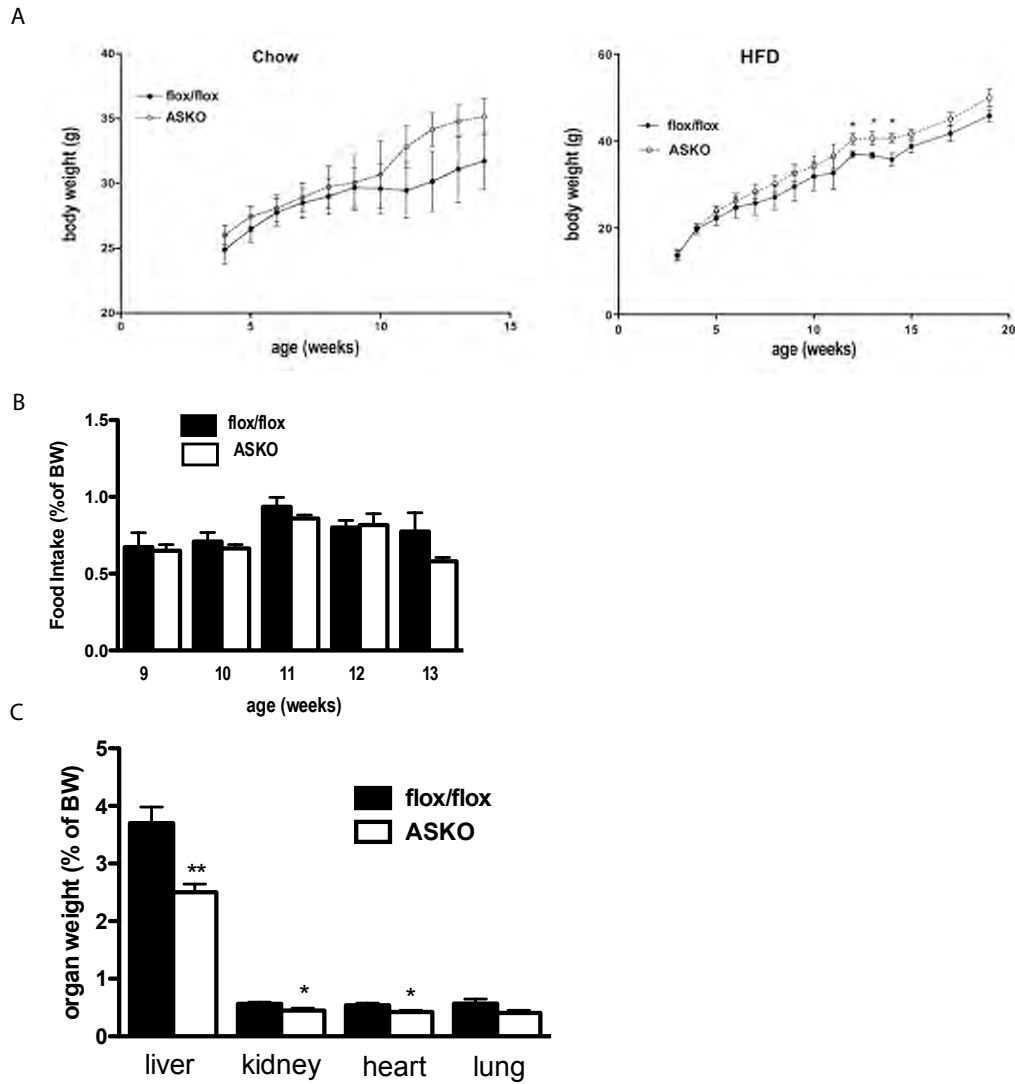 A
Chow
flox/flox
ASKO
body weight (g)
40
35
30
25
20
0
5
10
15
age (weeks)
HFD
flox/flox
ASKO
* * *
body weight (g)
60
40
20
0
0
5
10
15
20
age (weeks)
B
flox/flox
ASKO
Food Intake (%of BW)
1.5
1.0
0.5
0.0
9
10
11
12
13
age (weeks)
C
flox/flox
ASKO
organ weight (% of BW)
5
4
3
2
1
0
**
*
*
liver
kidney
heart
lung